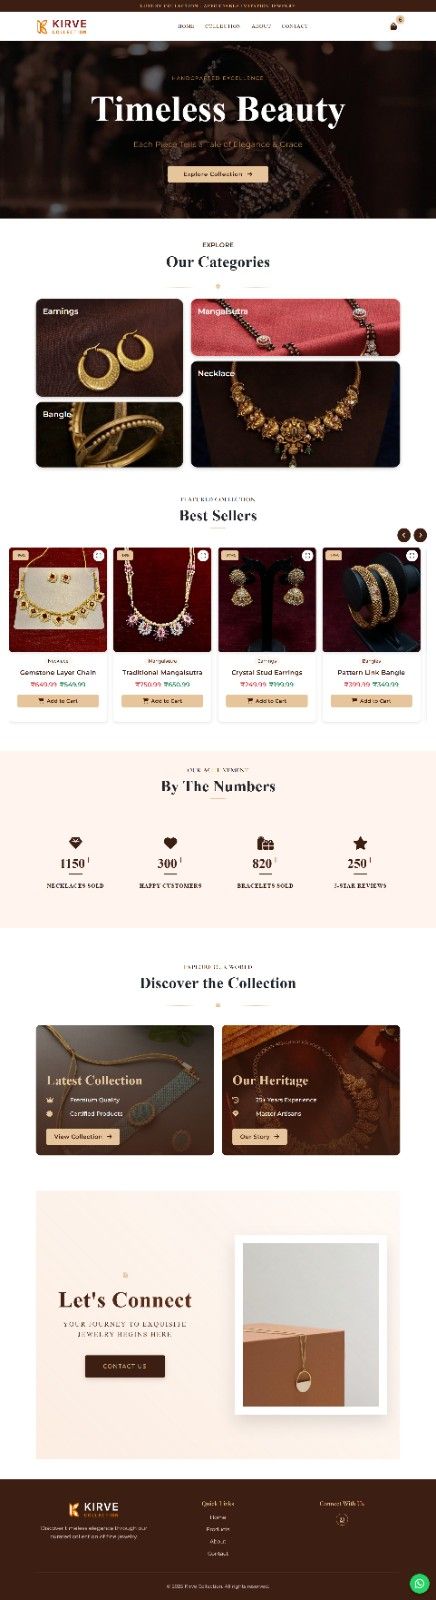 KIRVE COLLECTION - AFFORDABLE IMITATION JEWELRY
KIRVE
COLLECTION
HOME
COLLECTION
ABOUT
CONTACT
0
HANDCRAFTED EXCELLENCE
Timeless Beauty
Each Piece Tells a Tale of Elegance & Grace
Explore Collection →
EXPLORE
Our Categories
Earrings
Mangalsutra
Necklace
Bangle
FEATURED COLLECTION
Best Sellers
Necklace
Gemstone Layer Chain
₹649.99 ₹549.99
Add to Cart
Mangalsutra
Traditional Mangalsutra
₹750.99 ₹650.99
Add to Cart
Earrings
Crystal Stud Earrings
₹249.99 ₹199.99
Add to Cart
Bangles
Pattern Link Bangle
₹399.99 ₹349.99
Add to Cart
OUR ACHIEVEMENT
By The Numbers
1150+
NECKLACES SOLD
300+
HAPPY CUSTOMERS
820+
BRACELETS SOLD
250+
5-STAR REVIEWS
EXPLORE OUR WORLD
Discover the Collection
Latest Collection
Premium Quality
Certified Products
View Collection →
Our Heritage
25+ Years Experience
Master Artisans
Our Story →
Let's Connect
YOUR JOURNEY TO EXQUISITE
JEWELRY BEGINS HERE
CONTACT US
KIRVE
COLLECTION
Discover timeless elegance through our
curated collection of fine jewelry.
Quick Links
Home
Products
About
Contact
Connect With Us
© 2025 Kirve Collection. All rights reserved.